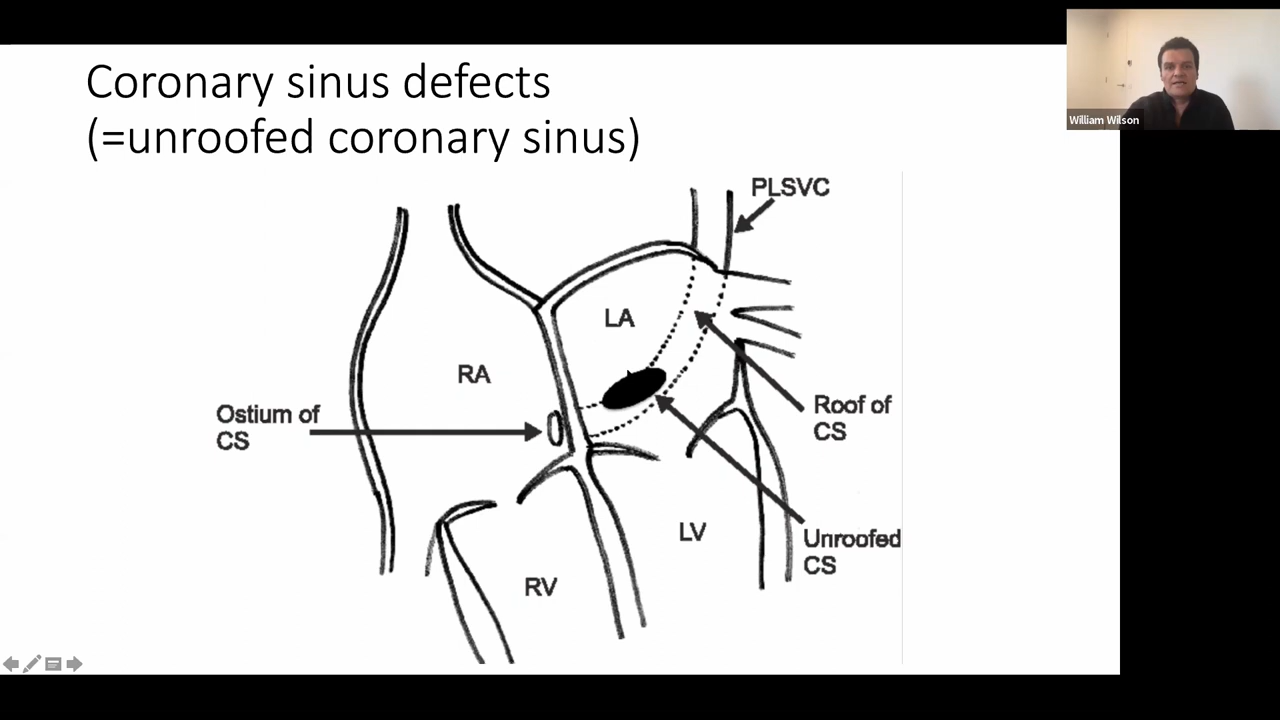 Coronary sinus defects
(=unroofed coronary sinus)
William Wilson
PLSVC
LA
RA
Ostium of
CS
Roof of
CS
LV
Unroofed
CS
RV